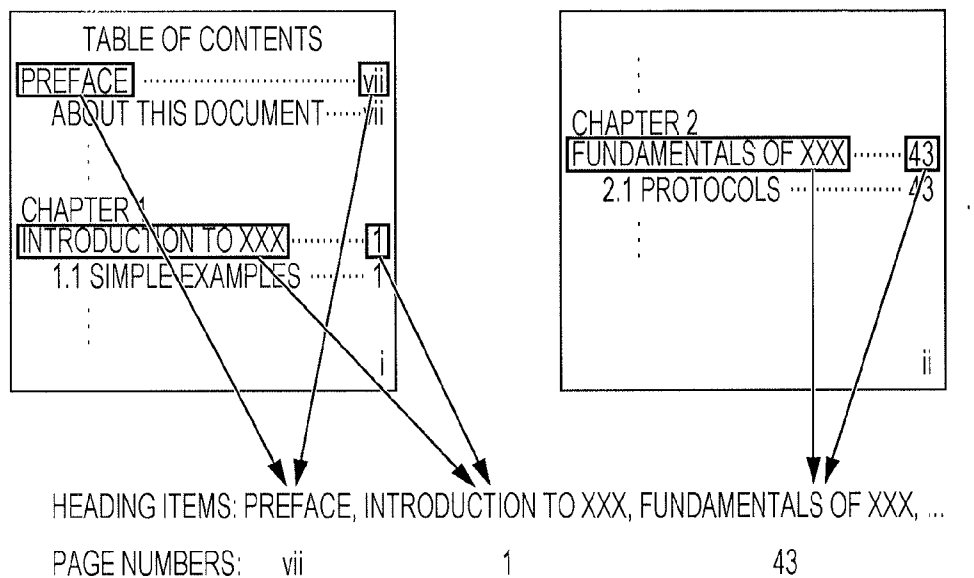 TABLE OF CONTENTS
PREFACE ................ vii
ABOUT THIS DOCUMENT ...... vii
CHAPTER 1
INTRODUCTION TO XXX ......... 1
1.1 SIMPLE EXAMPLES ...... 1
i
CHAPTER 2
FUNDAMENTALS OF XXX ....... 43
2.1 PROTOCOLS .............. 43
ii
HEADING ITEMS: PREFACE, INTRODUCTION TO XXX, FUNDAMENTALS OF XXX, ...
PAGE NUMBERS: vii 1 43